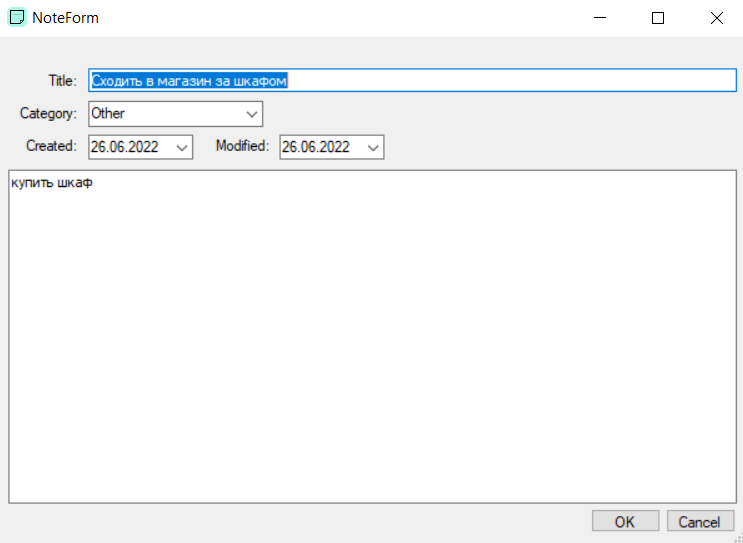 NoteForm
Title: Сходить в магазин за шкафом
Category: Other
Created: 26.06.2022 Modified: 26.06.2022
купить шкаф
OK Cancel